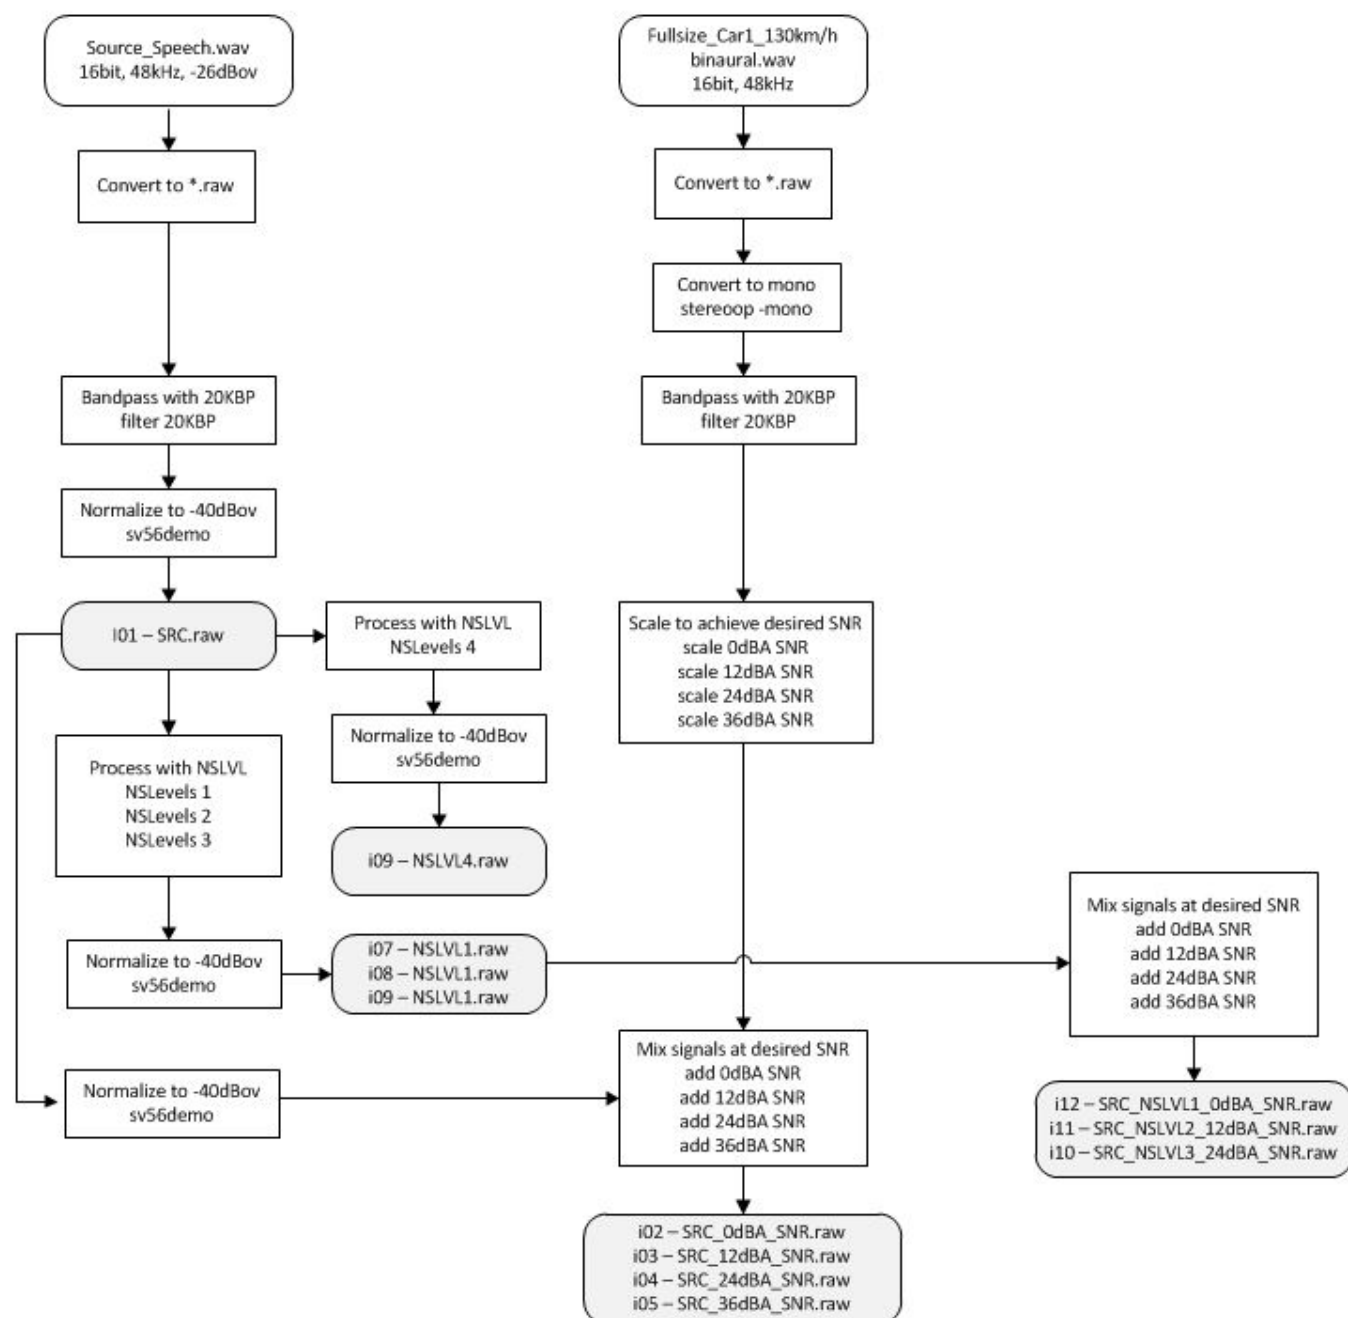 Source_Speech.wav
16bit, 48kHz, -26dBov
Fullsize_Car1_130km/h
binaural.wav
16bit, 48kHz
Convert to *.raw
Convert to *.raw
Convert to mono
stereoop -mono
Bandpass with 20KBP
filter 20KBP
Bandpass with 20KBP
filter 20KBP
Normalize to -40dBov
sv56demo
I01 – SRC.raw
Process with NSLVL
NSLevels 4
Scale to achieve desired SNR
scale 0dBA SNR
scale 12dBA SNR
scale 24dBA SNR
scale 36dBA SNR
Normalize to -40dBov
sv56demo
Process with NSLVL
NSLevels 1
NSLevels 2
NSLevels 3
i09 – NSLVL4.raw
Mix signals at desired SNR
add 0dBA SNR
add 12dBA SNR
add 24dBA SNR
add 36dBA SNR
Normalize to -40dBov
sv56demo
i07 – NSLVL1.raw
i08 – NSLVL1.raw
i09 – NSLVL1.raw
Mix signals at desired SNR
add 0dBA SNR
add 12dBA SNR
add 24dBA SNR
add 36dBA SNR
Normalize to -40dBov
sv56demo
i12 – SRC_NSLVL1_0dBA_SNR.raw
i11 – SRC_NSLVL2_12dBA_SNR.raw
i10 – SRC_NSLVL3_24dBA_SNR.raw
i02 – SRC_0dBA_SNR.raw
i03 – SRC_12dBA_SNR.raw
i04 – SRC_24dBA_SNR.raw
i05 – SRC_36dBA_SNR.raw